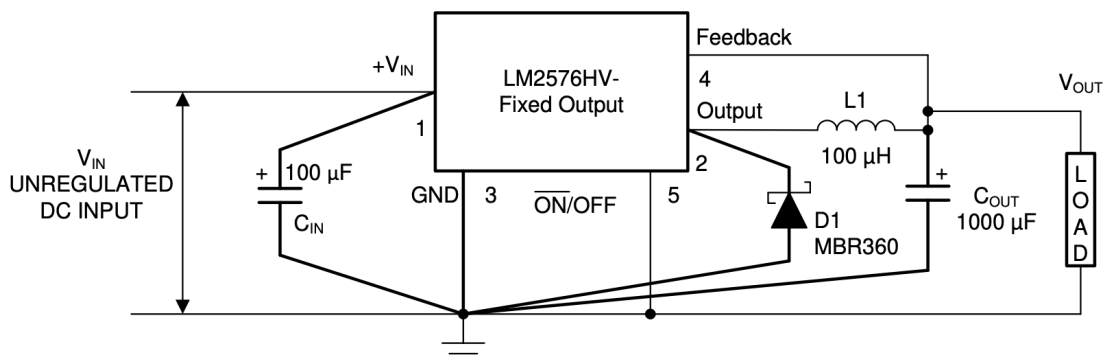 Feedback
+V_IN
LM2576HV-
Fixed Output
4
V_OUT
Output
L1
1
100 µH
2
V_IN
UNREGULATED
DC INPUT
+
100 µF
C_IN
GND
3
ON/OFF
5
D1
MBR360
+
C_OUT
1000 µF
LOAD